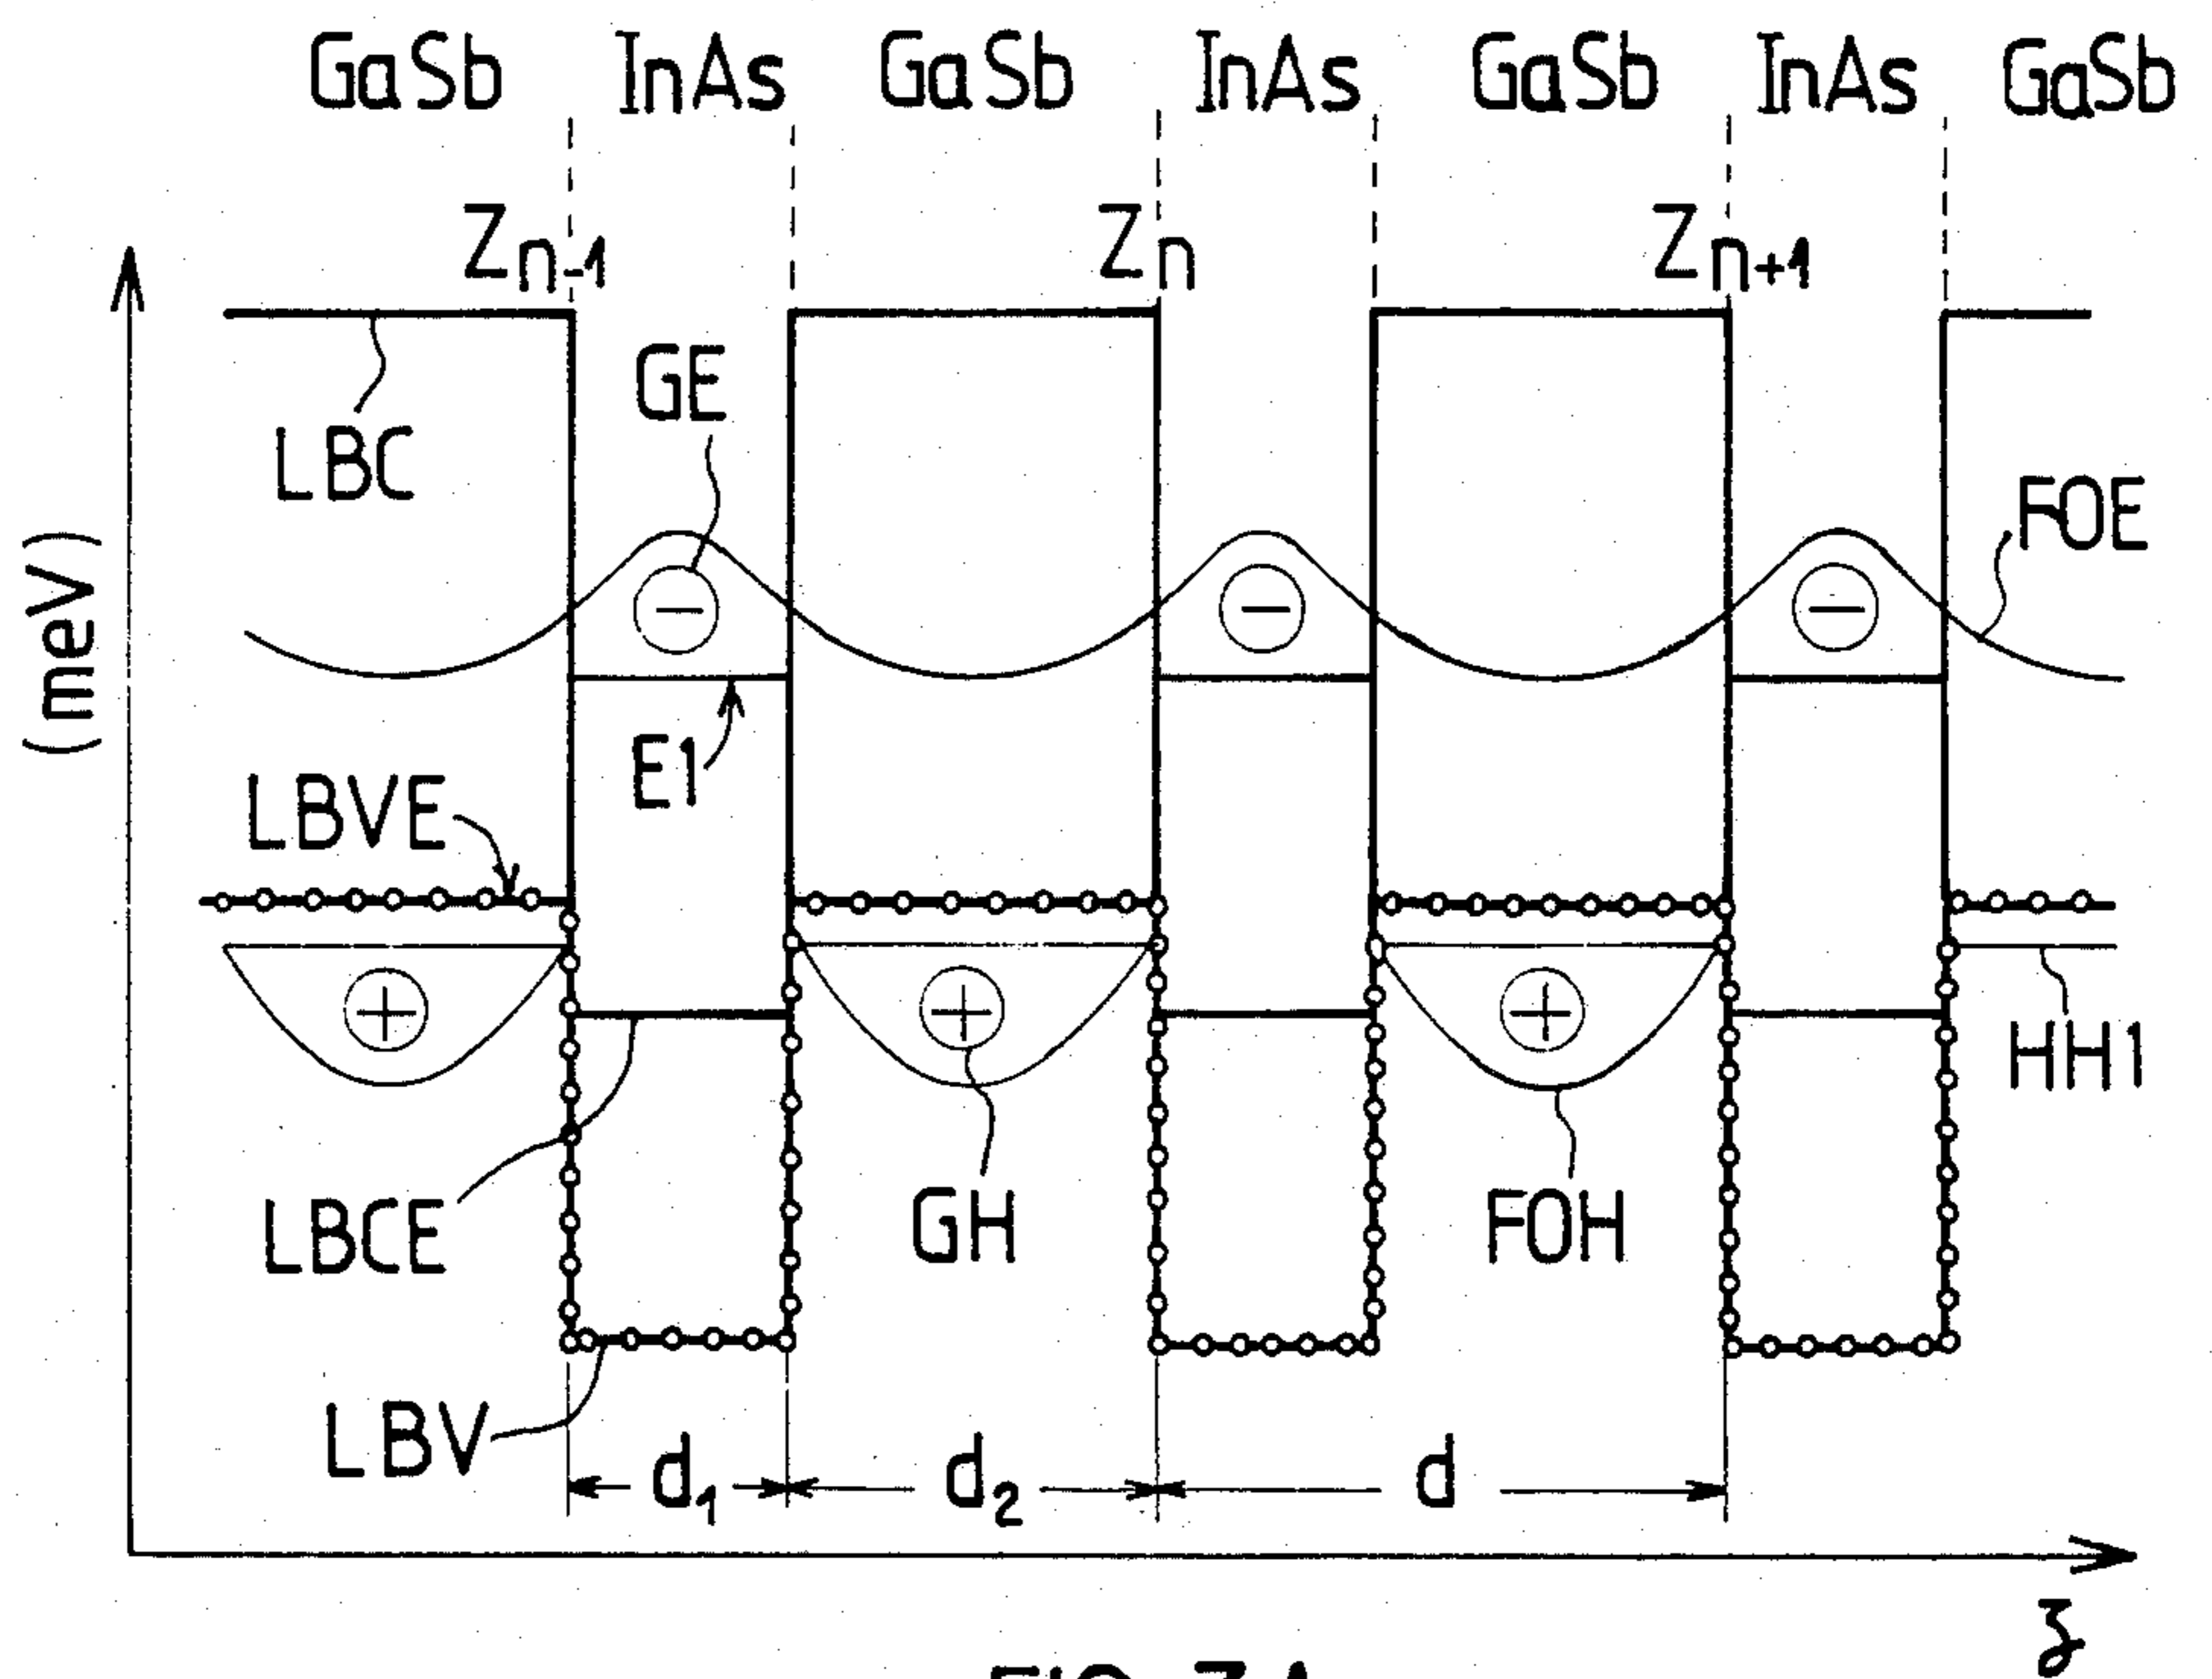 GaSb InAs GaSb InAs GaSb InAs GaSb
Zn-1 Zn Zn+1
GE
LBC
FOE
(meV)
E1
LBVE
⊖ ⊖ ⊖
⊕ ⊕ ⊕
HH1
LBCE
GH
FOH
LBV
d1 d2 d
z